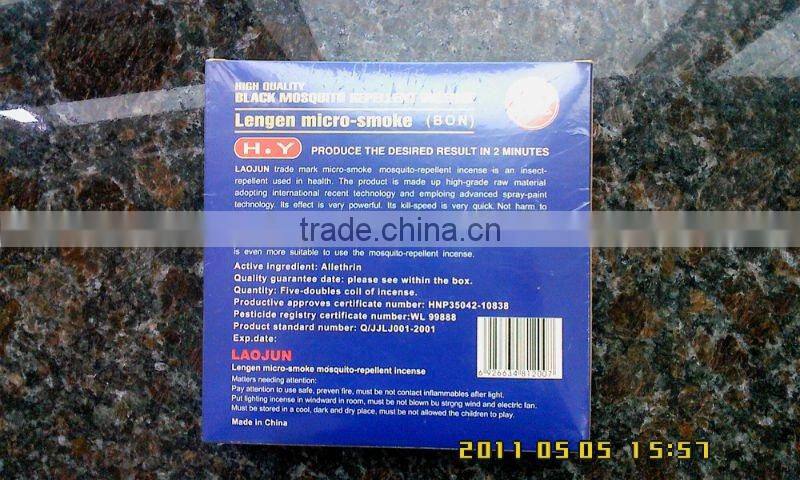 HIGH QUALITY
BLACK MOSQUITO REPELLENT
Lengen micro-smoke (BON)
H.Y PRODUCE THE DESIRED RESULT IN 2 MINUTES
LAOJUN trade mark micro-smoke mosquito-repellent incense is an insect-
repellent used in health. The product is made up high-grade raw material
adopting international recent technology and emploing advanced spray-paint
technology. Its effect is very powerful. Its kill-speed is very quick. Not harm to
trade.china.cn
is even more suitable to use the mosquito-repellent incense.
Active ingredient: Allethrin
Quality guarantee date: please see within the box.
Quantity: Five-doubles coil of incense.
Productive approves certificate number: HNP35042-10838
Pesticide registry certificate number:WL 99888
Product standard number: Q/JJLJ001-2001
Exp.date:
LAOJUN
Lengen micro-smoke mosquito-repellent incense
Matters needing attention:
Pay attention to use safe, prevent fire, must be not contact inflammables after light.
Put lighting incense in windward in room, must be not blown bu strong wind and electric fan.
Must be stored in a cool, dark and dry place, must be not allowed the children to play.
Made in China
6 926634 812007
2011 05 05 15:57